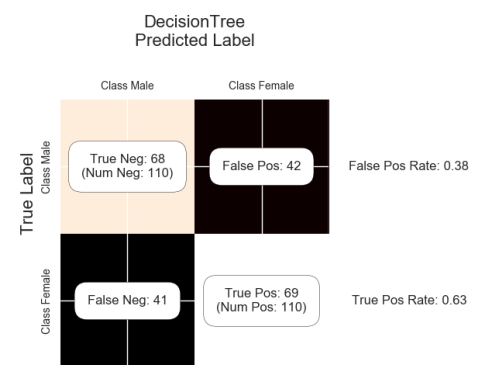 DecisionTree
Predicted Label
Class Male
Class Female
True Label
Class Male
True Neg: 68
(Num Neg: 110)
False Pos: 42
False Pos Rate: 0.38
Class Female
False Neg: 41
True Pos: 69
(Num Pos: 110)
True Pos Rate: 0.63